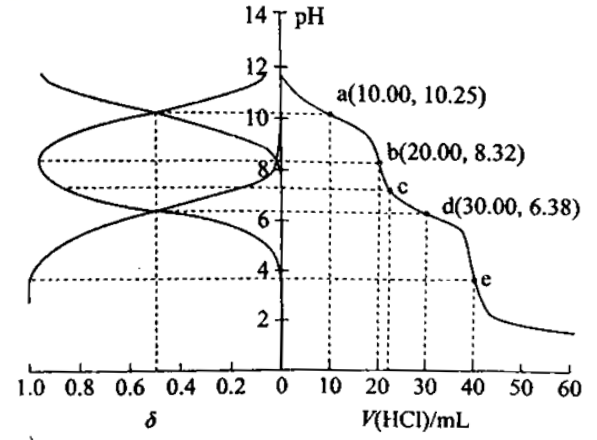 14 pH
12
a(10.00, 10.25)
10
8
b(20.00, 8.32)
c
6
d(30.00, 6.38)
4
e
2
1.0 0.8 0.6 0.4 0.2 0 10 20 30 40 50 60
δ V(HCl)/mL